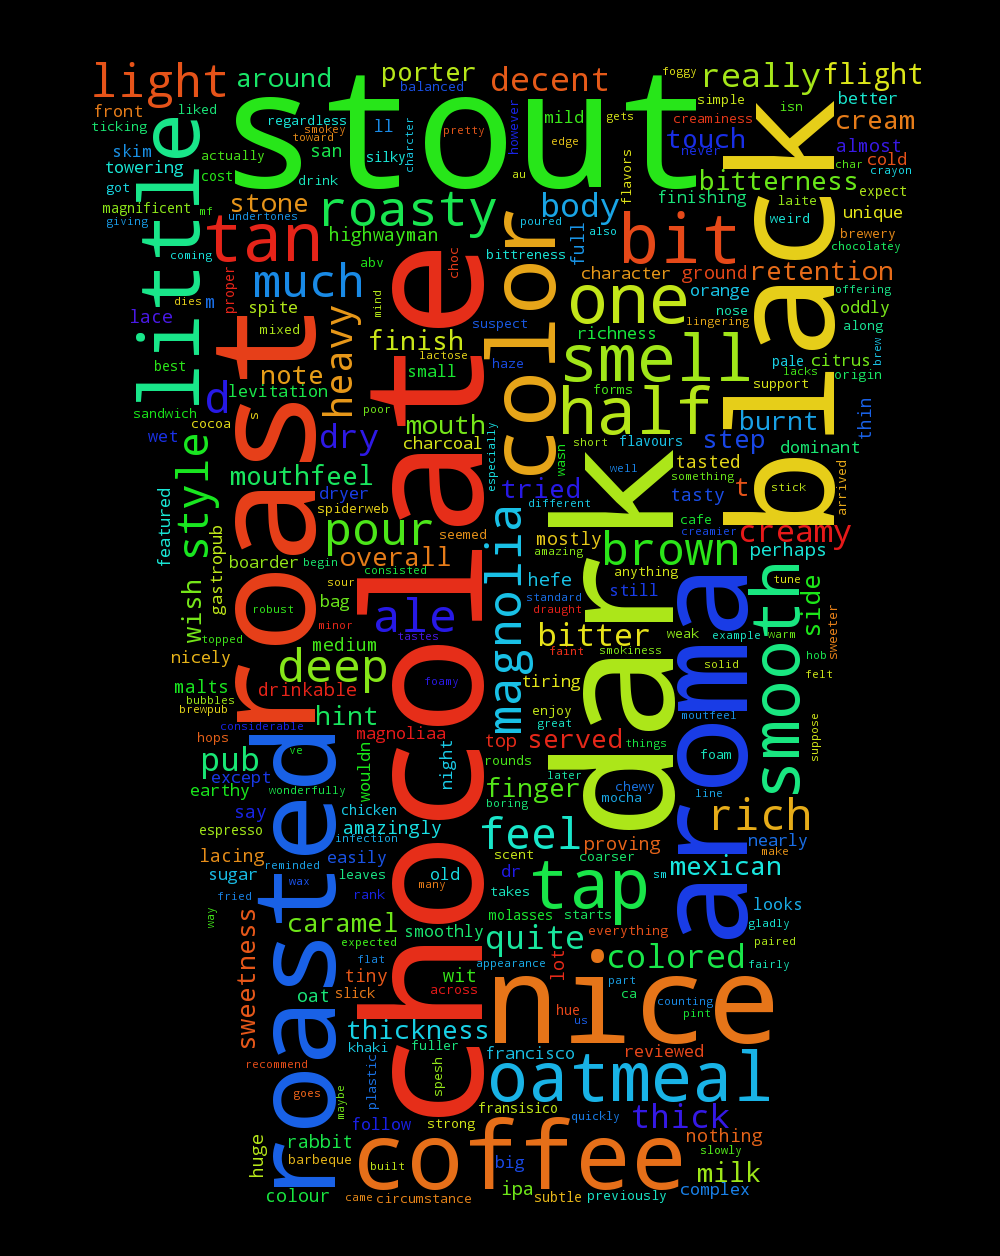 light
around
porter
balanced
decent
foggy
really
flight
front
liked
ticking
regardless
smokey
toward
ll
charcter
stout
pretty
however
mild
edge
gets
simple
creaminess
isn
better
cream
skim
towering
little
actually
san
silky
au
flavors
touch
never
black
almost
char
cold
crayon
got
cost
drink
bitterness
expect
magnificent
mf
stone
undertones
giving
roasty
body
poured
also
finishing
laite
weird
unique
brewery
chocolatey
coming
tan
highwayman
abv
choc
color
bittreness
full
bit
character
ground
retention
offering
proper
much
mind
chocolate
one
orange
nose
lingering
oddly
along
dies
m
lace
spite
mixed
finish
lactose
suspect
richness
haze
smell
pale
citrus
brew
lacks
origin
support
best
roast
note
heavy
small
d
levitation
poor
forms
half
thin
sandwich
cocoa
s
mouth
charcoal
especially
short
flavours
burnt
wet
style
dry
wasn
step
dominant
mouthfeel
dryer
spiderweb
tried
different
well
dark
tasted
something
tasty
t
stick
arrived
featured
gastropub
pour
seemed
magnolia
mostly
amazing
cafe
creamier
creamy
boarder
begin
overall
consisted
brown
perhaps
wish
sour
hefe
standard
anything
still
aroma
tune
smooth
side
robust
bag
minor
ale
tastes
draught
topped
nicely
medium
bitter
faint
smokiness
weak
example
warm
sweeter
hob
deep
foamy
solid
felt
malts
bubbles
brewpub
drinkable
tiring
enjoy
great
moutfeel
suppose
hops
considerable
roasted
hint
magnoliaa
top
served
things
foam
pub
ve
wouldn
night
rounds
later
except
earthy
wonderfully
finger
boring
chewy
mocha
line
say
chicken
rich
espresso
infection
amazingly
feel
scent
proving
coarser
nearly
make
lacing
reminded
easily
sugar
wax
leaves
old
many
dr
takes
tap
sm
mexican
fried
rank
looks
way
caramel
smoothly
molasses
starts
everything
gladly
sweetness
expected
quite
paired
flat
appearance
lot
colored
fairly
tiny
wit
nice
part
oat
slick
across
ca
counting
pint
hue
us
thickness
khaki
fuller
francisco
reviewed
recommend
goes
maybe
plastic
spesh
oatmeal
follow
strong
fransisico
quickly
thick
huge
rabbit
coffee
nothing
slowly
barbeque
built
big
milk
colour
came
circumstance
ipa
subtle
previously
complex